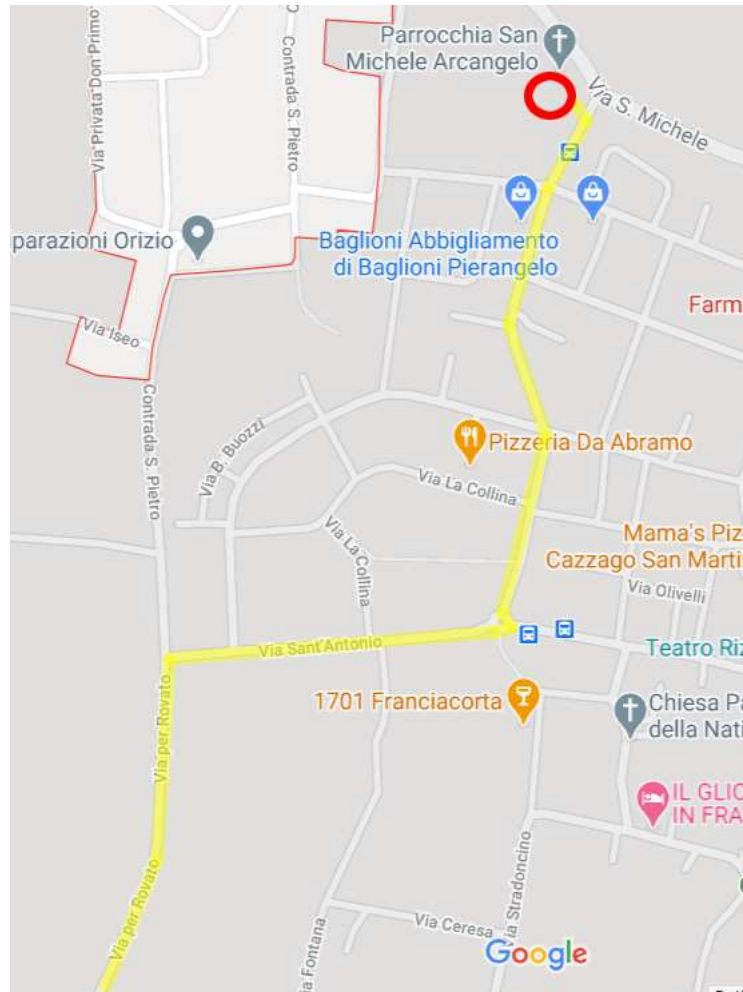 Parrocchia San
Michele Arcangelo
Via Privata Don Primo
Contrada S. Pietro
Via S. Michele
parazioni Orizio
Baglioni Abbigliamento
di Baglioni Pierangelo
Farm
Via Iseo
Contrada S. Pietro
Via B. Buozzi
Pizzeria Da Abramo
Via La Collina
Via La Collina
Mama's Piz
Cazzago San Marti
Via Olivelli
Via Sant'Antonio
Teatro Riz
Via per Rovato
1701 Franciacorta
Chiesa Pa
della Nati
IL GLIC
IN FRA
Via per Rovato
Via Stradoncino
Via Ceresa
Via Fontana
Google